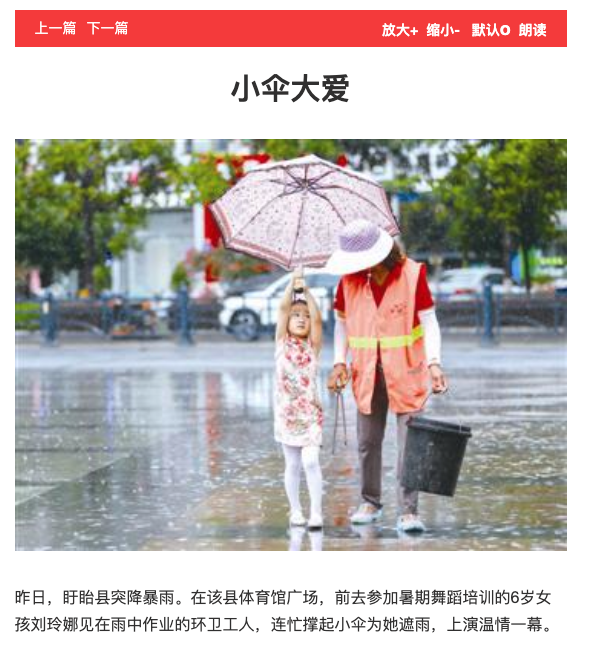 上一篇 下一篇 放大+ 缩小- 默认O 朗读
小伞大爱
昨日，盱眙县突降暴雨。在该县体育馆广场，前去参加暑期舞蹈培训的6岁女
孩刘玲娜见在雨中作业的环卫工人，连忙撑起小伞为她遮雨，上演温情一幕。